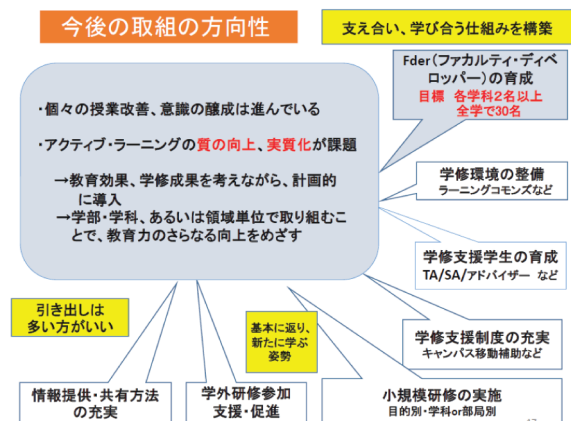 今後の取組の方向性
支え合い、学び合う仕組みを構築
Fder(ファカルティ・ディベ
ロッパー)の育成
目標 各学科2名以上
全学で30名
・個々の授業改善、意識の醸成は進んでいる
・アクティブ・ラーニングの質の向上、実質化が課題
→教育効果、学修成果を考えながら、計画的
に導入
→学部・学科、あるいは領域単位で取り組むこ
とで、教育力のさらなる向上をめざす
学修環境の整備
ラーニングコモンズなど
学修支援学生の育成
TA/SA/アドバイザー など
学修支援制度の充実
キャンパス移動補助など
引き出しは
多い方がいい
基本に返り、
新たに学ぶ
姿勢
情報提供・共有方法
の充実
学外研修参加
支援・促進
小規模研修の実施
目的別・学科or部局別